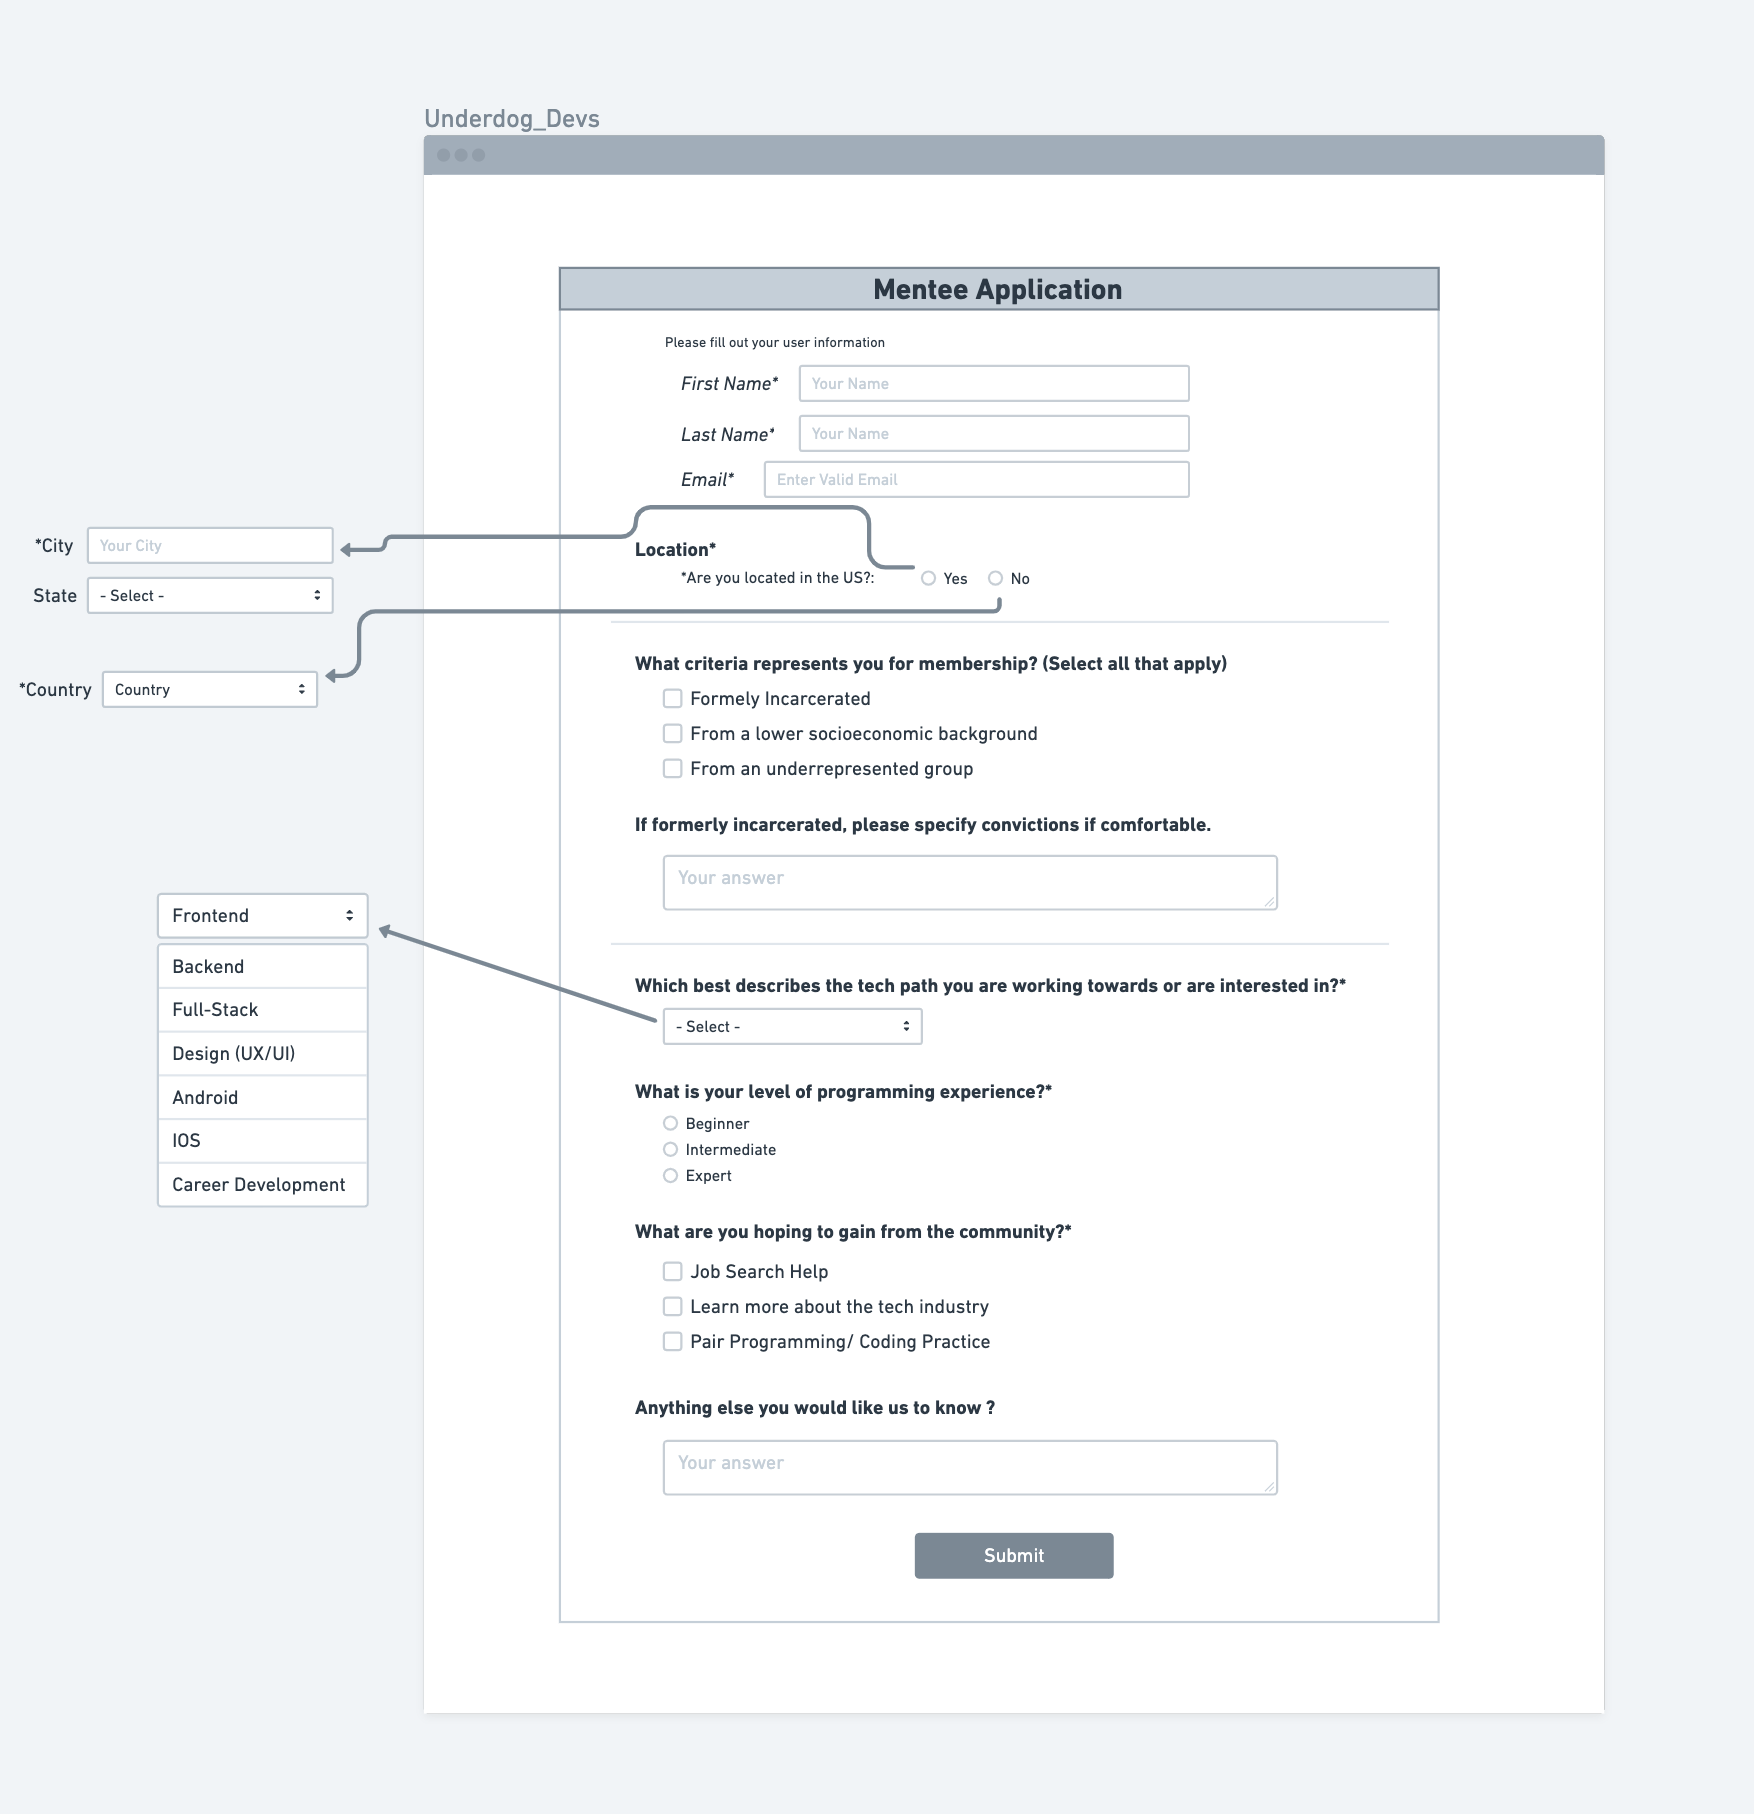 Underdog_Devs
Mentee Application
Please fill out your user information
First Name* Your Name
Last Name* Your Name
Email* Enter Valid Email
Location*
*Are you located in the US?: Yes No
*City Your City
State - Select -
*Country Country
What criteria represents you for membership? (Select all that apply)
Formely Incarcerated
From a lower socioeconomic background
From an underrepresented group
If formerly incarcerated, please specify convictions if comfortable.
Your answer
Which best describes the tech path you are working towards or are interested in?*
- Select -
Frontend
Backend
Full-Stack
Design (UX/UI)
Android
IOS
Career Development
What is your level of programming experience?*
Beginner
Intermediate
Expert
What are you hoping to gain from the community?*
Job Search Help
Learn more about the tech industry
Pair Programming/ Coding Practice
Anything else you would like us to know ?
Your answer
Submit